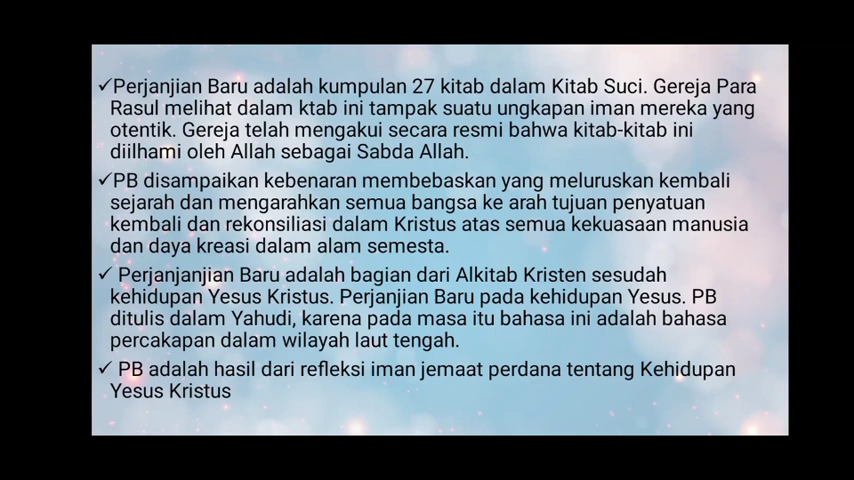 ✓Perjanjian Baru adalah kumpulan 27 kitab dalam Kitab Suci. Gereja Para
Rasul melihat dalam ktab ini tampak suatu ungkapan iman mereka yang
otentik. Gereja telah mengakui secara resmi bahwa kitab-kitab ini
diilhami oleh Allah sebagai Sabda Allah.
✓PB disampaikan kebenaran membebaskan yang meluruskan kembali
sejarah dan mengarahkan semua bangsa ke arah tujuan penyatuan
kembali dan rekonsiliasi dalam Kristus atas semua kekuasaan manusia
dan daya kreasi dalam alam semesta.
✓ Perjanjanjian Baru adalah bagian dari Alkitab Kristen sesudah
kehidupan Yesus Kristus. Perjanjian Baru pada kehidupan Yesus. PB
ditulis dalam Yahudi, karena pada masa itu bahasa ini adalah bahasa
percakapan dalam wilayah laut tengah.
✓ PB adalah hasil dari refleksi iman jemaat perdana tentang Kehidupan
Yesus Kristus